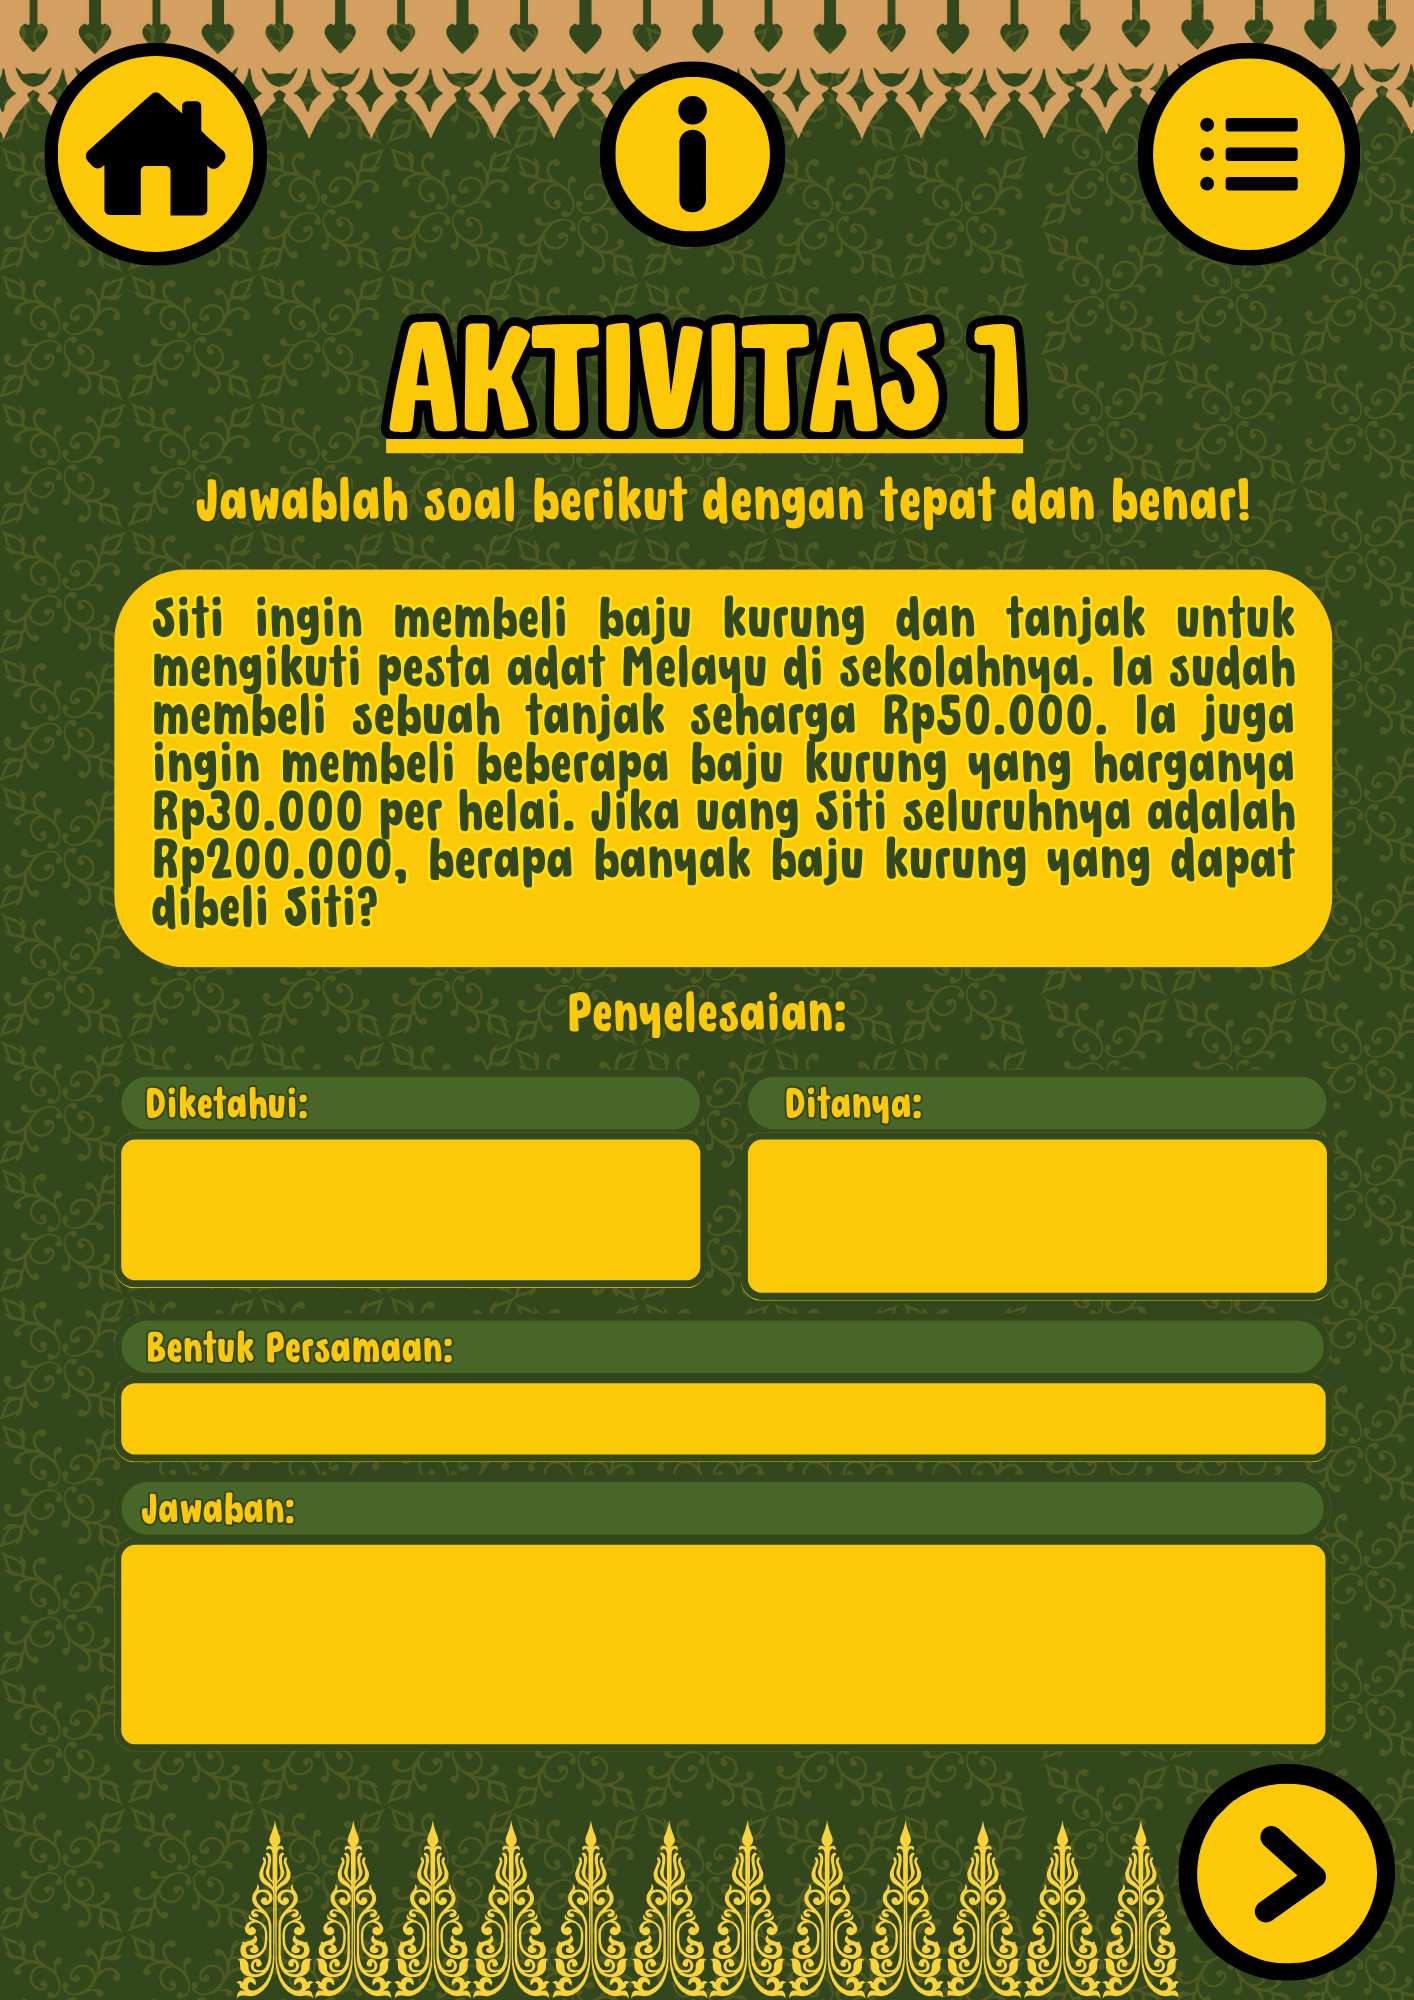 AKTIVITAS 1
Jawablah soal berikut dengan tepat dan benar!
Siti ingin membeli baju kurung dan tanjak untuk
mengikuti pesta adat Melayu di sekolahnya. Ia sudah
membeli sebuah tanjak seharga Rp50.000. Ia juga
ingin membeli beberapa baju kurung yang harganya
Rp30.000 per helai. Jika uang Siti seluruhnya adalah
Rp200.000, berapa banyak baju kurung yang dapat
dibeli Siti?
Penyelesaian:
Diketahui:
Ditanya:
Bentuk Persamaan:
Jawaban: